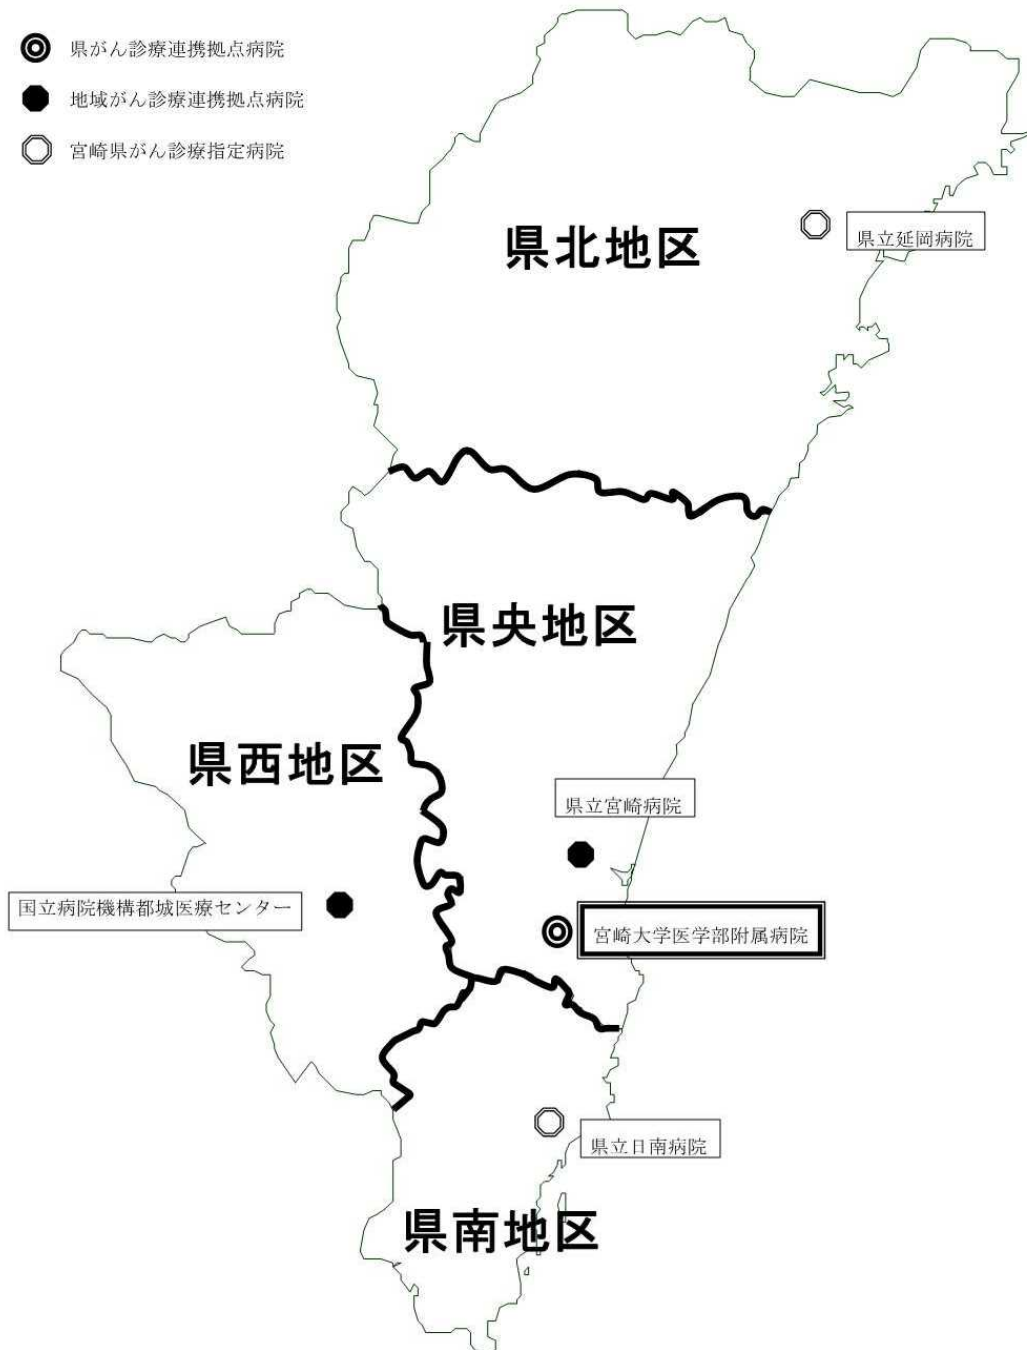 県がん診療連携拠点病院
地域がん診療連携拠点病院
宮崎県がん診療指定病院
県北地区
県立延岡病院
県央地区
県西地区
県立宮崎病院
国立病院機構都城医療センター
宮崎大学医学部附属病院
県立日南病院
県南地区